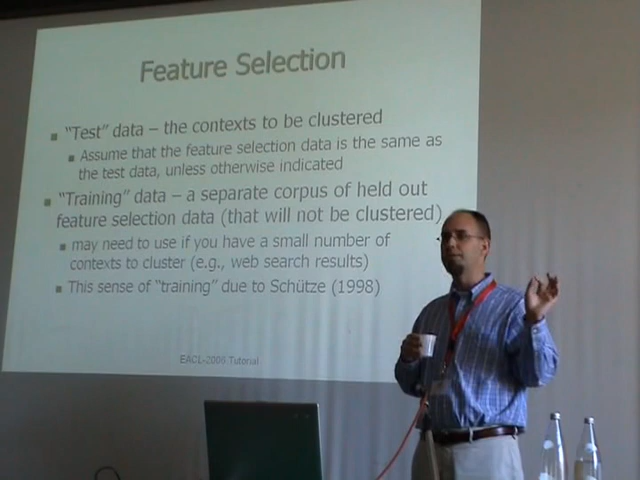 Feature Selection
"Test" data – the contexts to be clustered
Assume that the feature selection data is the same as
the test data, unless otherwise indicated
"Training" data – a separate corpus of held out
feature selection data (that will not be clustered)
may need to use if you have a small number of
contexts to cluster (e.g., web search results)
This sense of "training" due to Schütze (1998)
EACL-2006 Tutorial